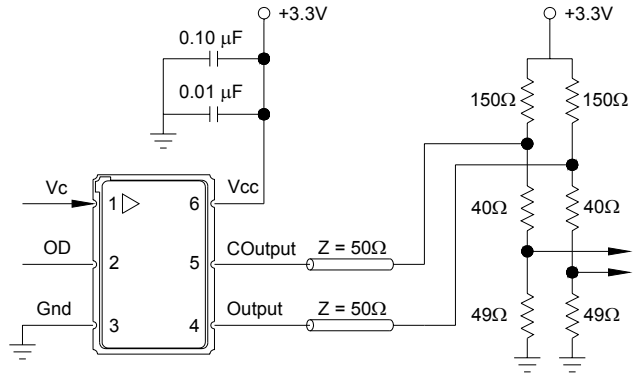 +3.3V
+3.3V
0.10 µF
0.01 µF
150Ω
150Ω
Vc
1
6
Vcc
40Ω
40Ω
OD
2
5
COutput
Z = 50Ω
Gnd
3
4
Output
Z = 50Ω
49Ω
49Ω